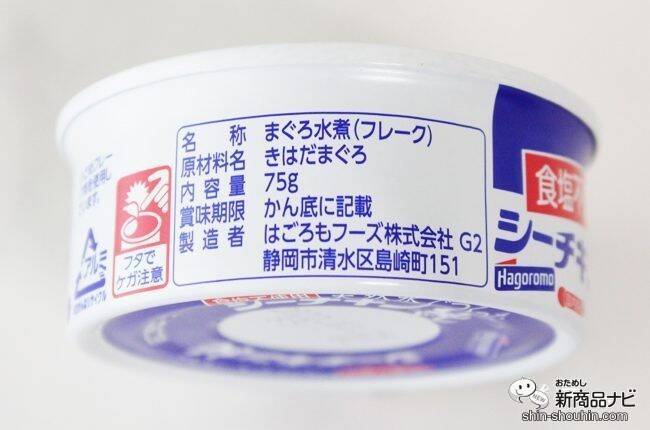 名称 まぐろ水煮(フレーク)
原材料名 きはだまぐろ
内容量 75g
賞味期限 かん底に記載
製造者 はごろもフーズ株式会社 G2
静岡市清水区島崎町151
フタで
ケガ注意
アルミ
食塩
シーチキ
Hagoromo
おためし
新商品ナビ
shin-shouhin.com
NEW